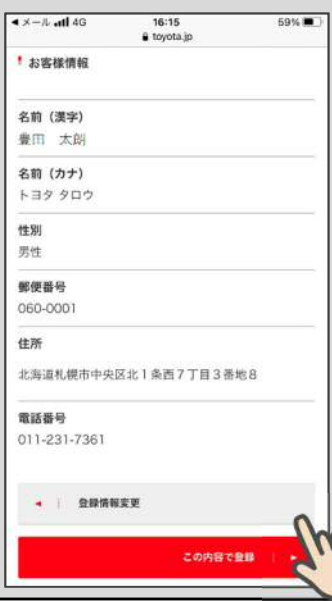 ◀メール 4G 16:15 59%
toyota.jp
お客様情報
名前（漢字）
豊田 太朗
名前（カナ）
トヨタ タロウ
性別
男性
郵便番号
060-0001
住所
北海道札幌市中央区北１条西７丁目３番地８
電話番号
011-231-7361
登録情報変更
この内容で登録